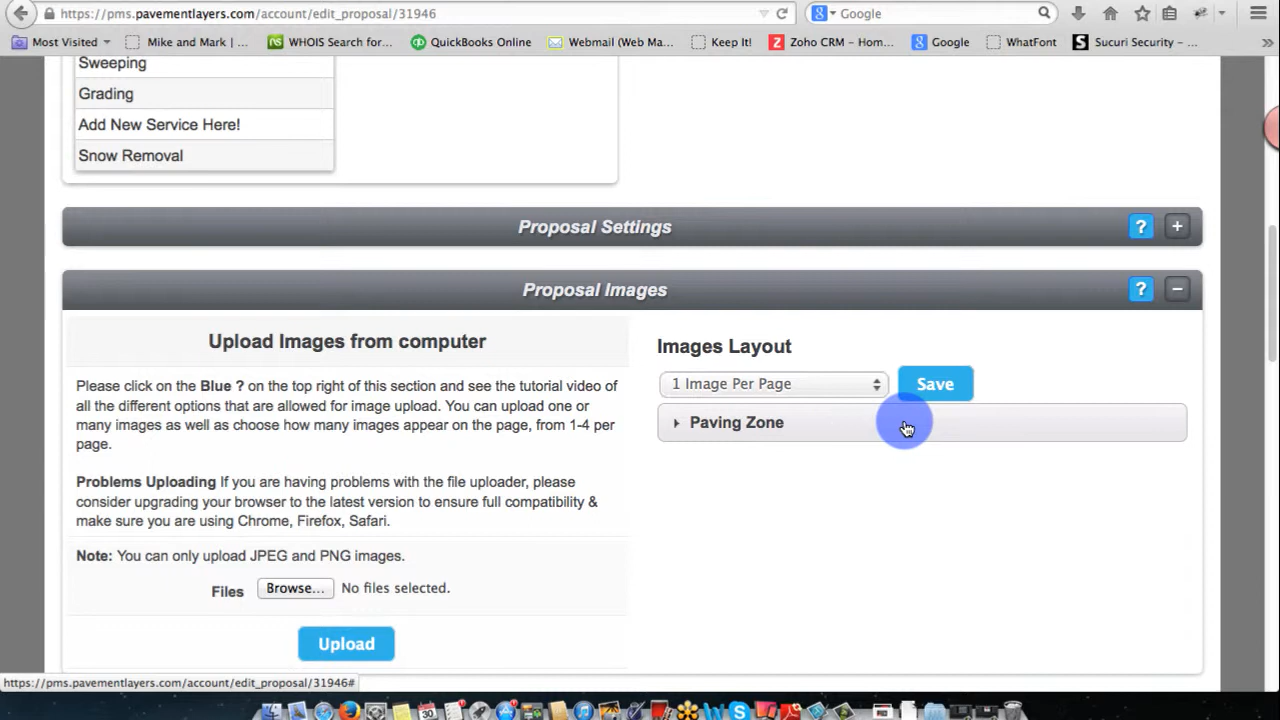 https://pms.pavementlayers.com/account/edit_proposal/31946
Google
Most Visited
Mike and Mark | ...
WHOIS Search for...
QuickBooks Online
Webmail (Web Ma...
Keep It!
Zoho CRM – Hom...
Google
WhatFont
Sucuri Security – ...
Sweeping
Grading
Add New Service Here!
Snow Removal
Proposal Settings
? +
Proposal Images
? −
Upload Images from computer
Please click on the Blue ? on the top right of this section and see the tutorial video of
all the different options that are allowed for image upload. You can upload one or
many images as well as choose how many images appear on the page, from 1-4 per
page.
Problems Uploading If you are having problems with the file uploader, please
consider upgrading your browser to the latest version to ensure full compatibility &
make sure you are using Chrome, Firefox, Safari.
Note: You can only upload JPEG and PNG images.
Files Browse... No files selected.
Upload
Images Layout
1 Image Per Page
Save
Paving Zone
https://pms.pavementlayers.com/account/edit_proposal/31946#
30